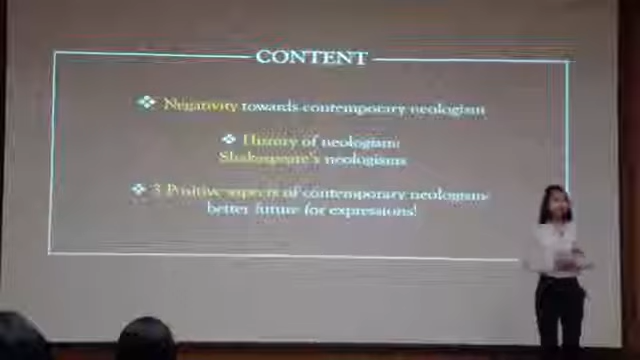 CONTENT
❖ Negativity towards contemporary neologism
❖ History of neologism:
Shakespeare's neologisms
❖ 3 Positive aspects of contemporary neologism:
better future for expressions!